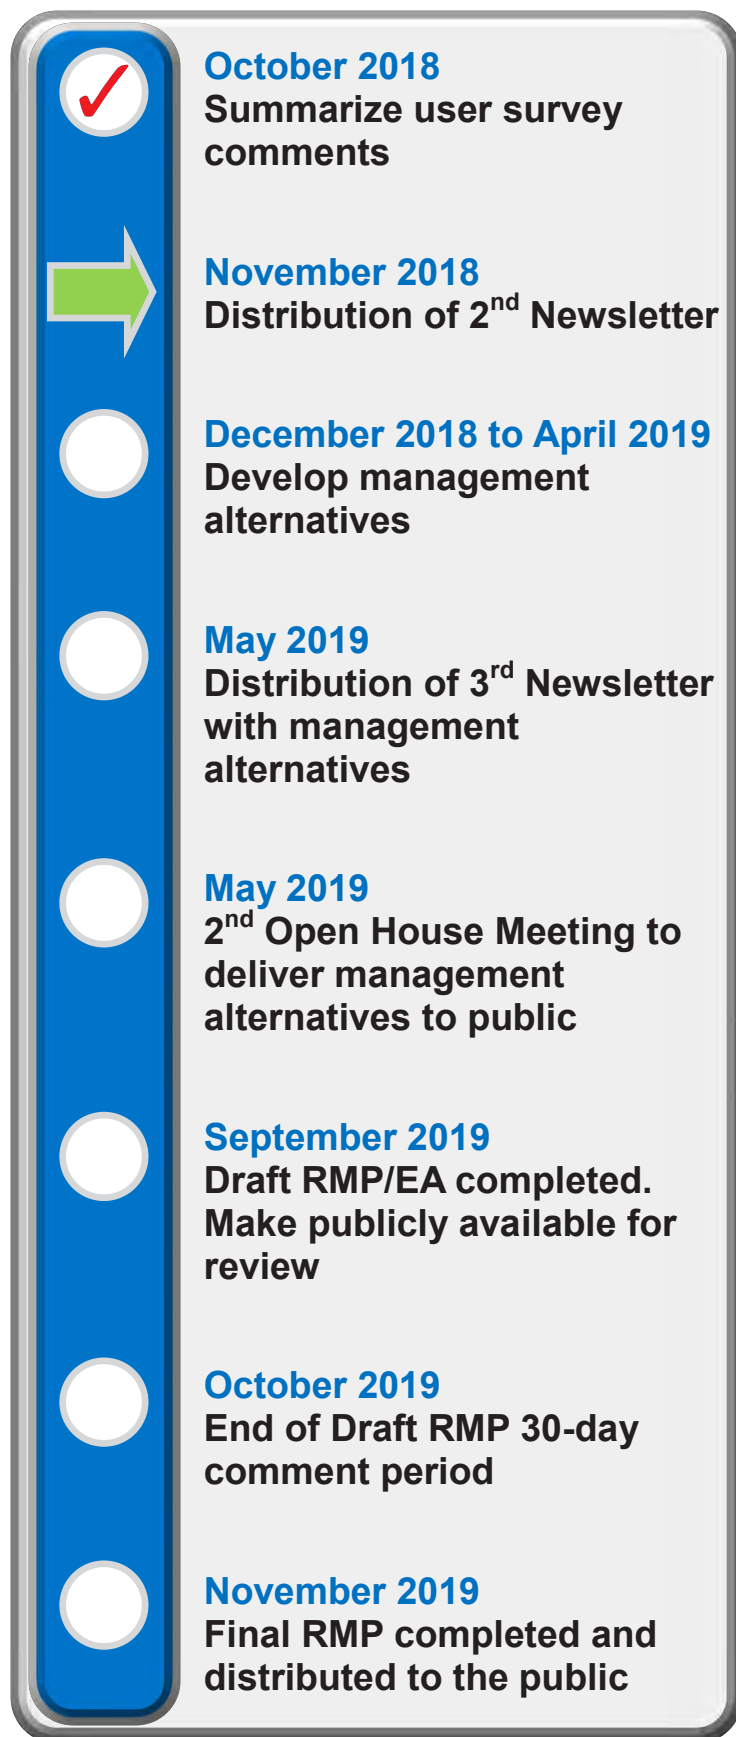 October 2018
Summarize user survey
comments
November 2018
Distribution of 2nd Newsletter
December 2018 to April 2019
Develop management
alternatives
May 2019
Distribution of 3rd Newsletter
with management
alternatives
May 2019
2nd Open House Meeting to
deliver management
alternatives to public
September 2019
Draft RMP/EA completed.
Make publicly available for
review
October 2019
End of Draft RMP 30-day
comment period
November 2019
Final RMP completed and
distributed to the public